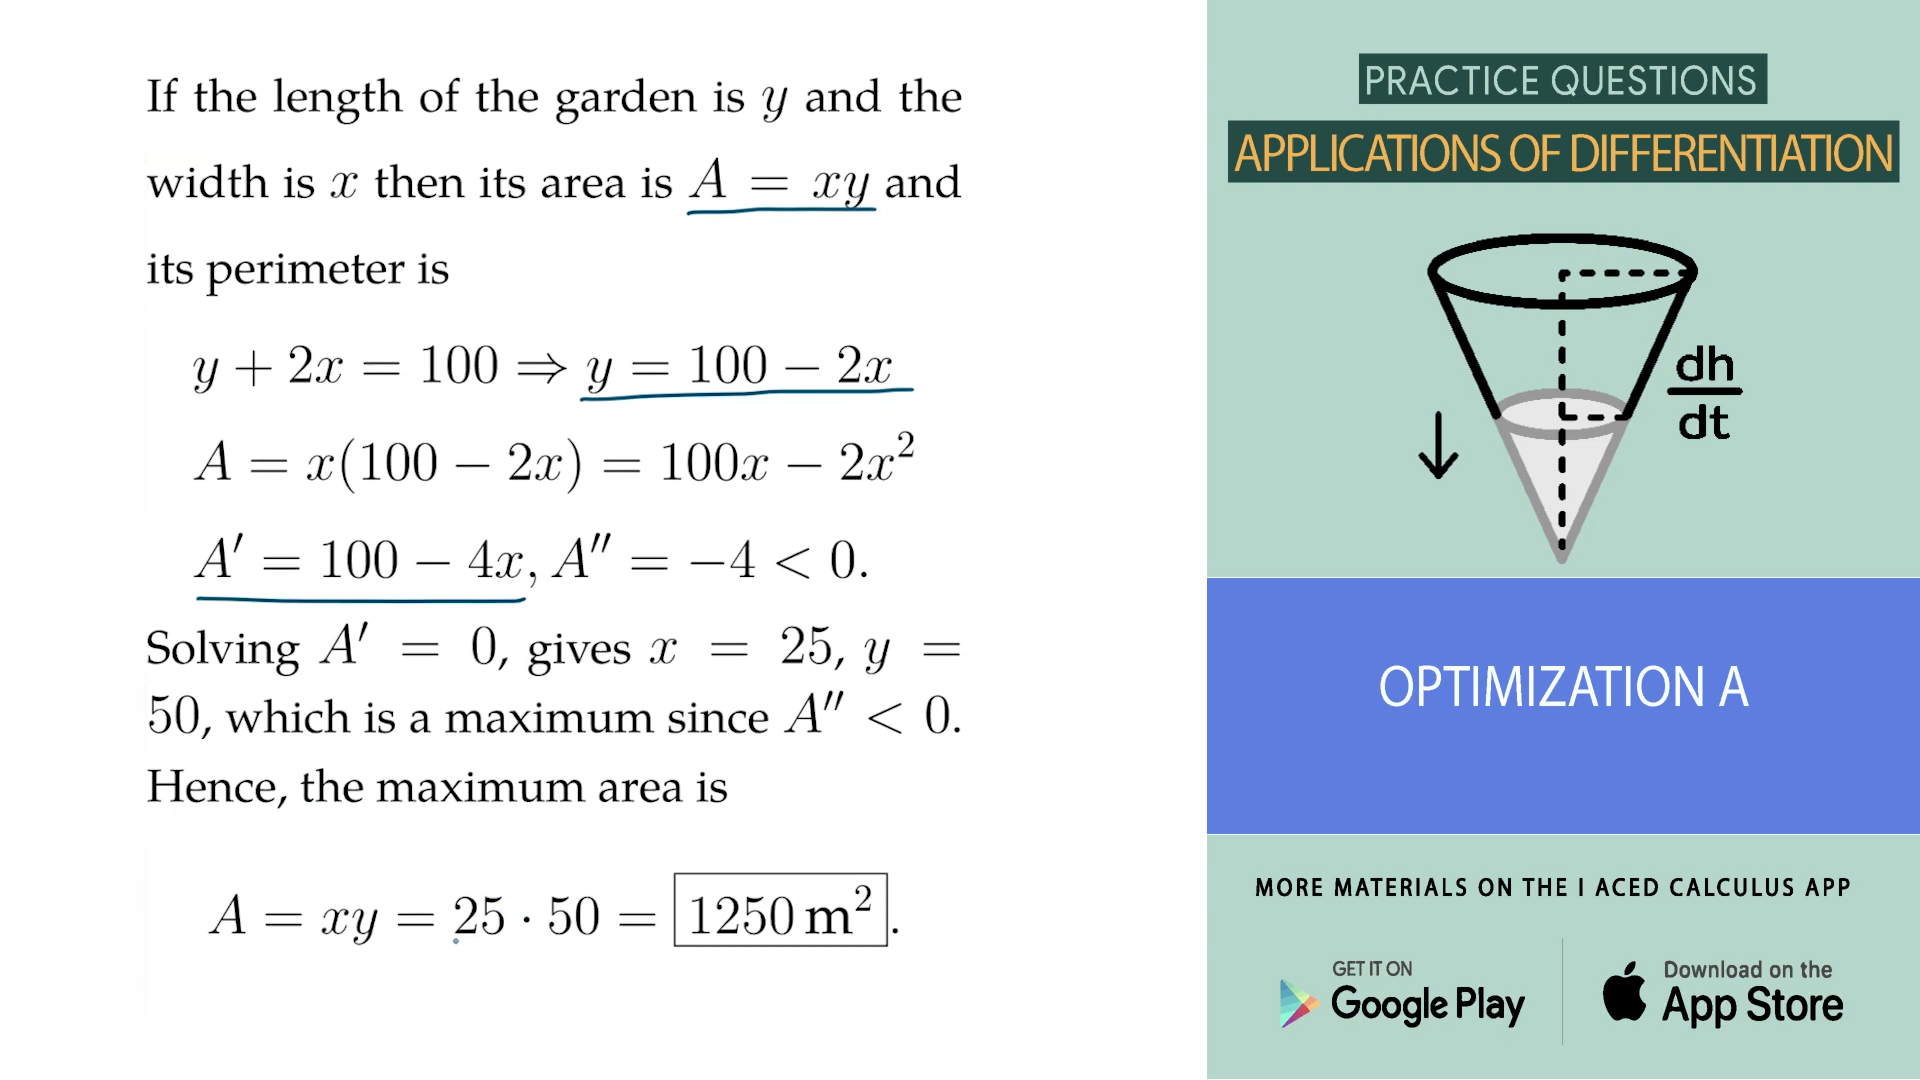 If the length of the garden is y and the
width is x then its area is A = xy and
its perimeter is
y + 2x = 100 ⇒ y = 100 − 2x
A = x(100 − 2x) = 100x − 2x²
A′ = 100 − 4x, A″ = −4 < 0.
Solving A′ = 0, gives x = 25, y =
50, which is a maximum since A″ < 0.
Hence, the maximum area is
A = xy = 25 · 50 = 1250 m².
PRACTICE QUESTIONS
APPLICATIONS OF DIFFERENTIATION
dh
dt
OPTIMIZATION A
MORE MATERIALS ON THE I ACED CALCULUS APP
GET IT ON
Google Play
Download on the
App Store